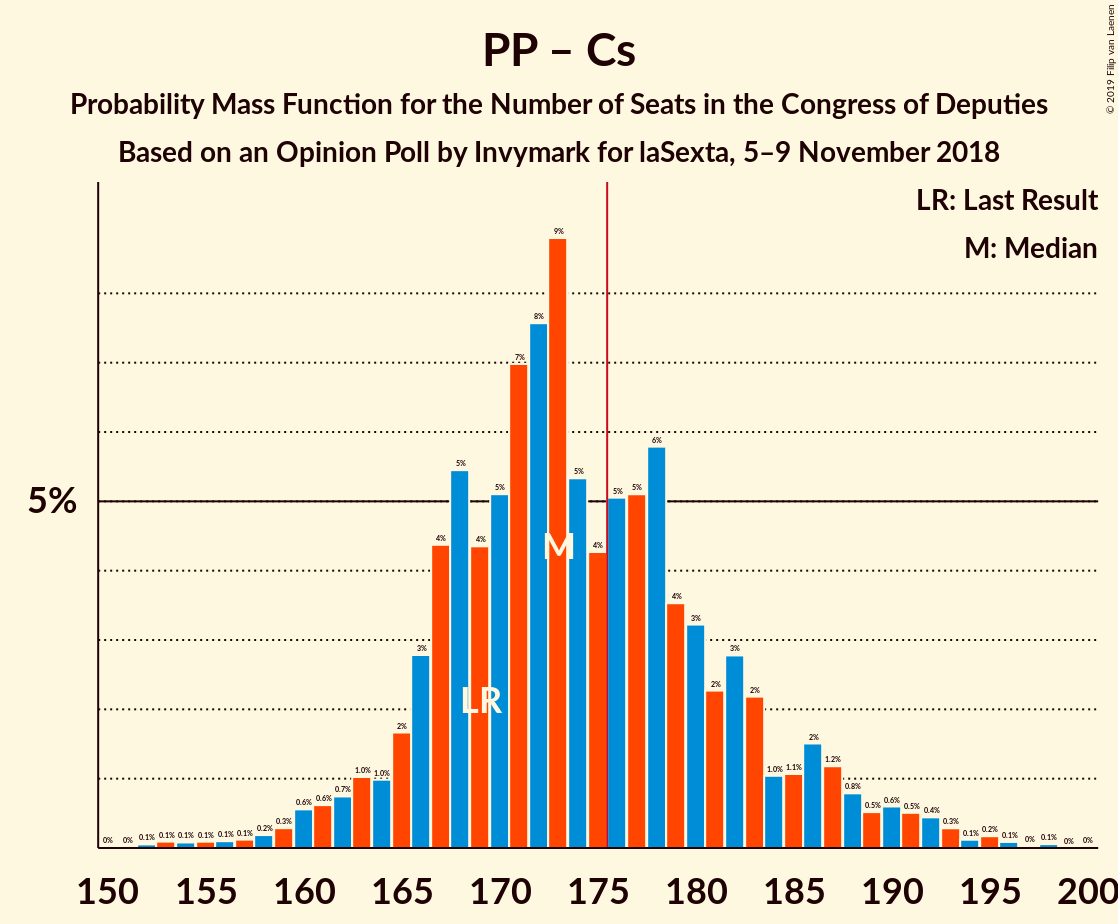 PP – Cs
Probability Mass Function for the Number of Seats in the Congress of Deputies
Based on an Opinion Poll by Invymark for laSexta, 5–9 November 2018
© 2019 Filip van Laenen
LR: Last Result
M: Median
5%
0% 0% 0.1% 0.1% 0.1% 0.1% 0.1% 0.1% 0.2% 0.3% 0.6% 0.6% 0.7% 1.0% 1.0% 2% 3% 4% 5% 4% 5% 7% 8% 9% 5% 4% 5% 5% 6% 4% 3% 2% 3% 2% 1.0% 1.1% 2% 1.2% 0.8% 0.5% 0.6% 0.5% 0.4% 0.3% 0.1% 0.2% 0.1% 0% 0.1% 0% 0%
M
LR
150 155 160 165 170 175 180 185 190 195 200